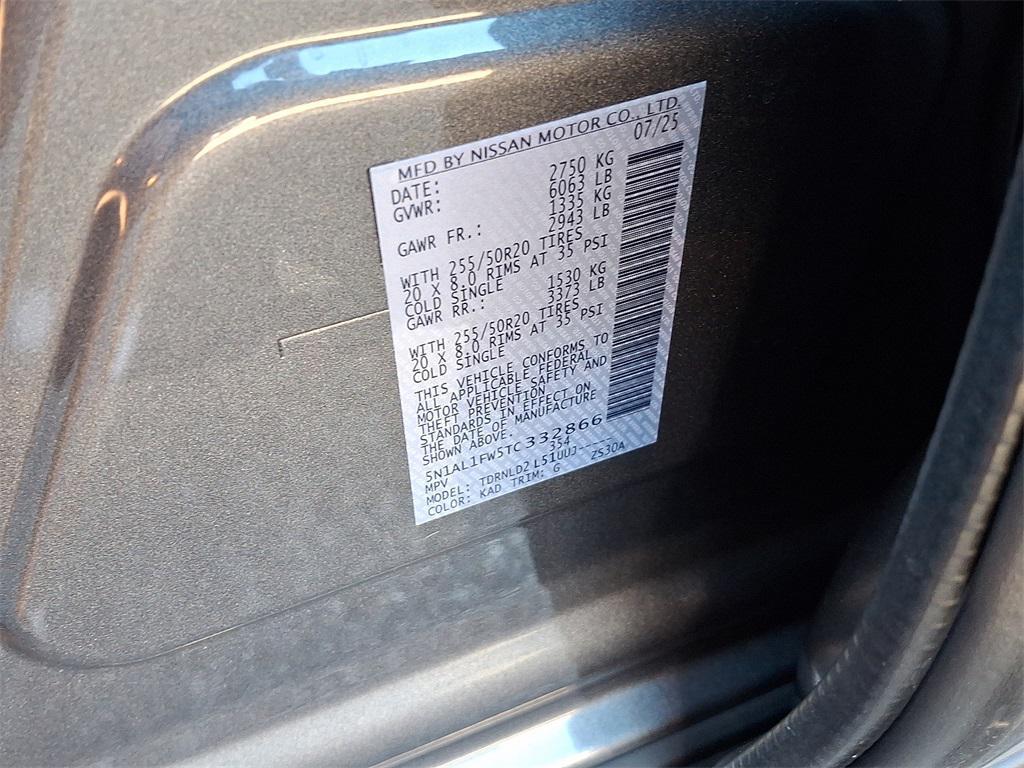 MFD BY NISSAN MOTOR CO., LTD.
DATE: 07/25
GVWR: 2750 KG
6063 LB
GAWR FR.: 1335 KG
2943 LB
WITH 255/50R20 TIRES
20 X 8.0 RIMS AT 35 PSI
COLD SINGLE
GAWR RR.: 1530 KG
3373 LB
WITH 255/50R20 TIRES
20 X 8.0 RIMS AT 35 PSI
COLD SINGLE
THIS VEHICLE CONFORMS TO
ALL APPLICABLE FEDERAL
MOTOR VEHICLE SAFETY AND
THEFT PREVENTION
STANDARDS IN EFFECT ON
THE DATE OF MANUFACTURE
SHOWN ABOVE.
5N1AL1FW5TC332866
MPV 354
MODEL: TDRNLD2 L51UUJ-----
COLOR: KAD TRIM: G ZS30A